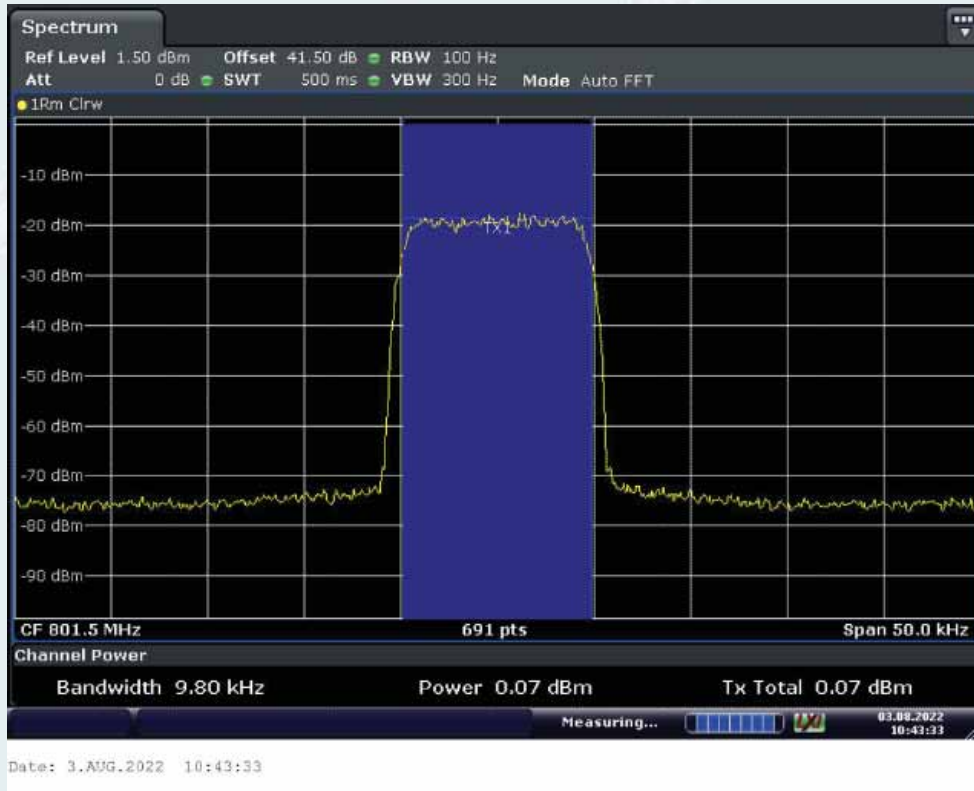 Spectrum
Ref Level 1.50 dBm Offset 41.50 dB RBW 100 Hz
Att 0 dB SWT 500 ms VBW 300 Hz Mode Auto FFT
1Rm Clrw
-10 dBm
TX1
-20 dBm
-30 dBm
-40 dBm
-50 dBm
-60 dBm
-70 dBm
-80 dBm
-90 dBm
CF 801.5 MHz 691 pts Span 50.0 kHz
Channel Power
Bandwidth 9.80 kHz Power 0.07 dBm Tx Total 0.07 dBm
Measuring... 03.08.2022
10:43:33
Date: 3.AUG.2022 10:43:33